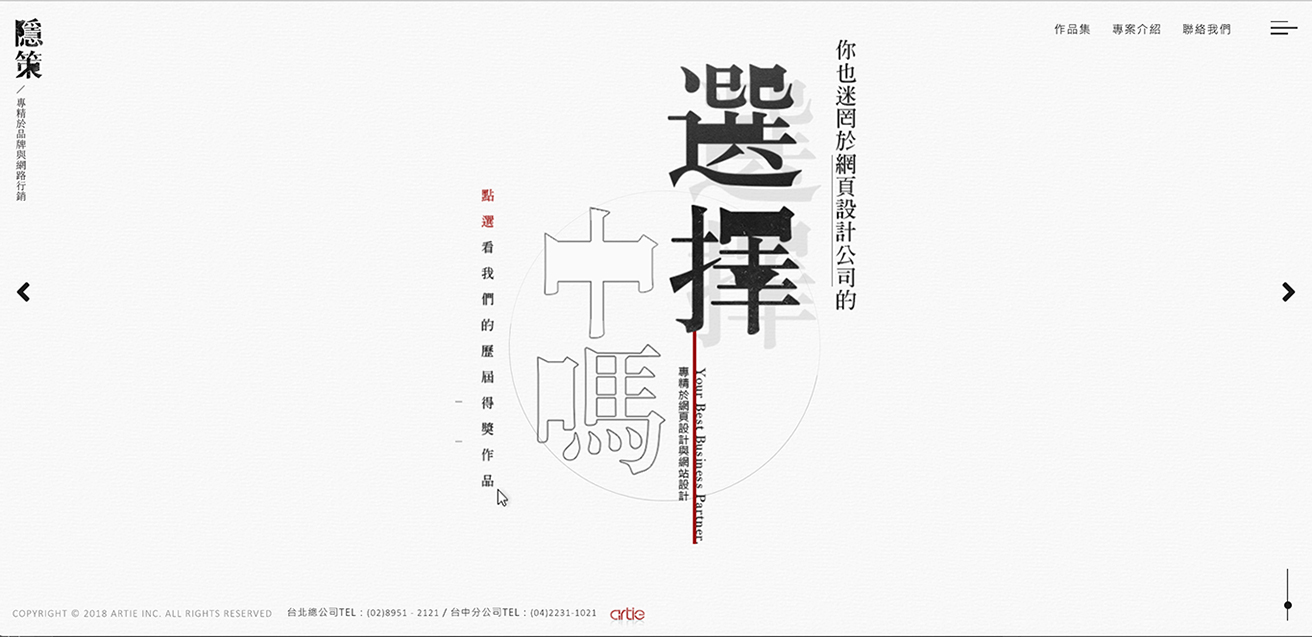 隱策
／專精於品牌與網路行銷
作品集
專案介紹
聯絡我們
你也迷罔於網頁設計公司的
選擇
中嗎
Your Best Business Partner.
專精於網頁設計與網站設計
點選看我們的歷屆得獎作品
COPYRIGHT © 2018 ARTIE INC. ALL RIGHTS RESERVED
台北總公司TEL : (02)8951 - 2121 / 台中分公司TEL : (04)2231-1021
artie